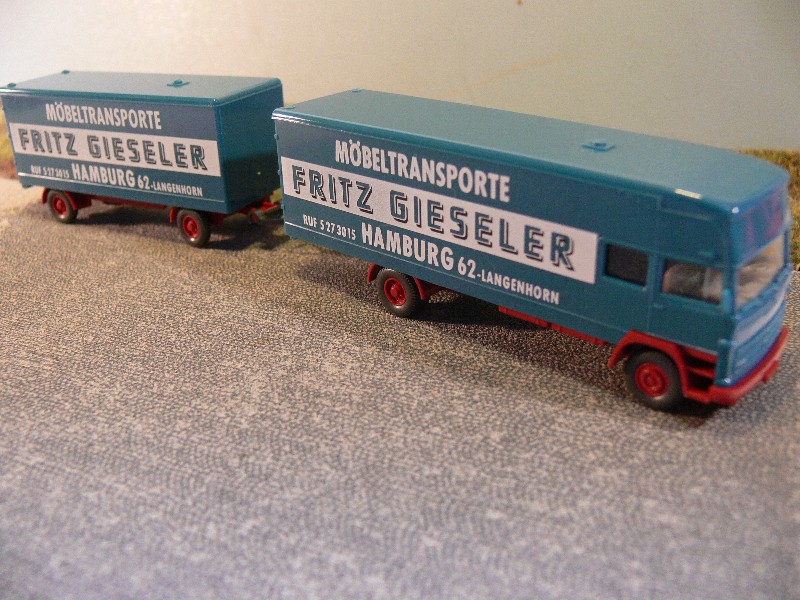 MÖBELTRANSPORTE
FRITZ GIESELER
RUF 5 27 30 15 HAMBURG 62-LANGENHORN
MÖBELTRANSPORTE
FRITZ GIESELER
RUF 5 27 30 15 HAMBURG 62-LANGENHORN